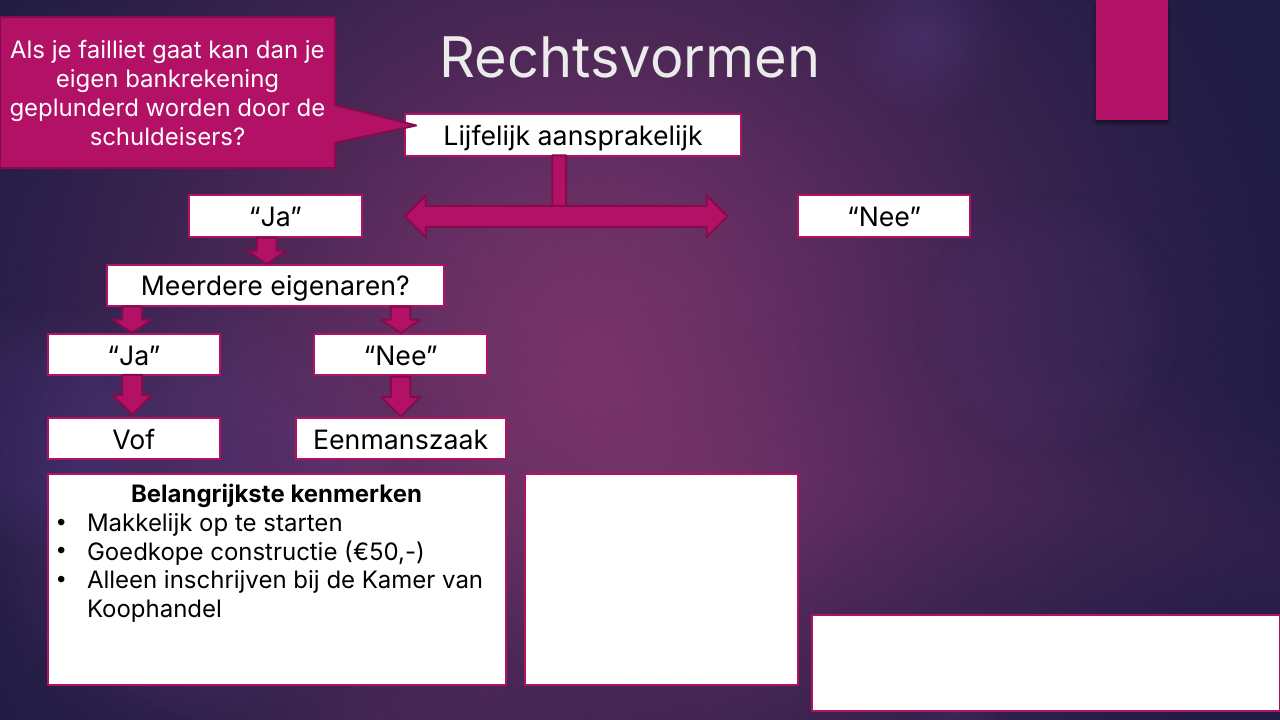 Rechtsvormen
Als je failliet gaat kan dan je
eigen bankrekening
geplunderd worden door de
schuldeisers?
Lijfelijk aansprakelijk
“Ja”
“Nee”
Meerdere eigenaren?
“Ja”
“Nee”
Vof
Eenmanszaak
Belangrijkste kenmerken
• Makkelijk op te starten
• Goedkope constructie (€50,-)
• Alleen inschrijven bij de Kamer van
Koophandel